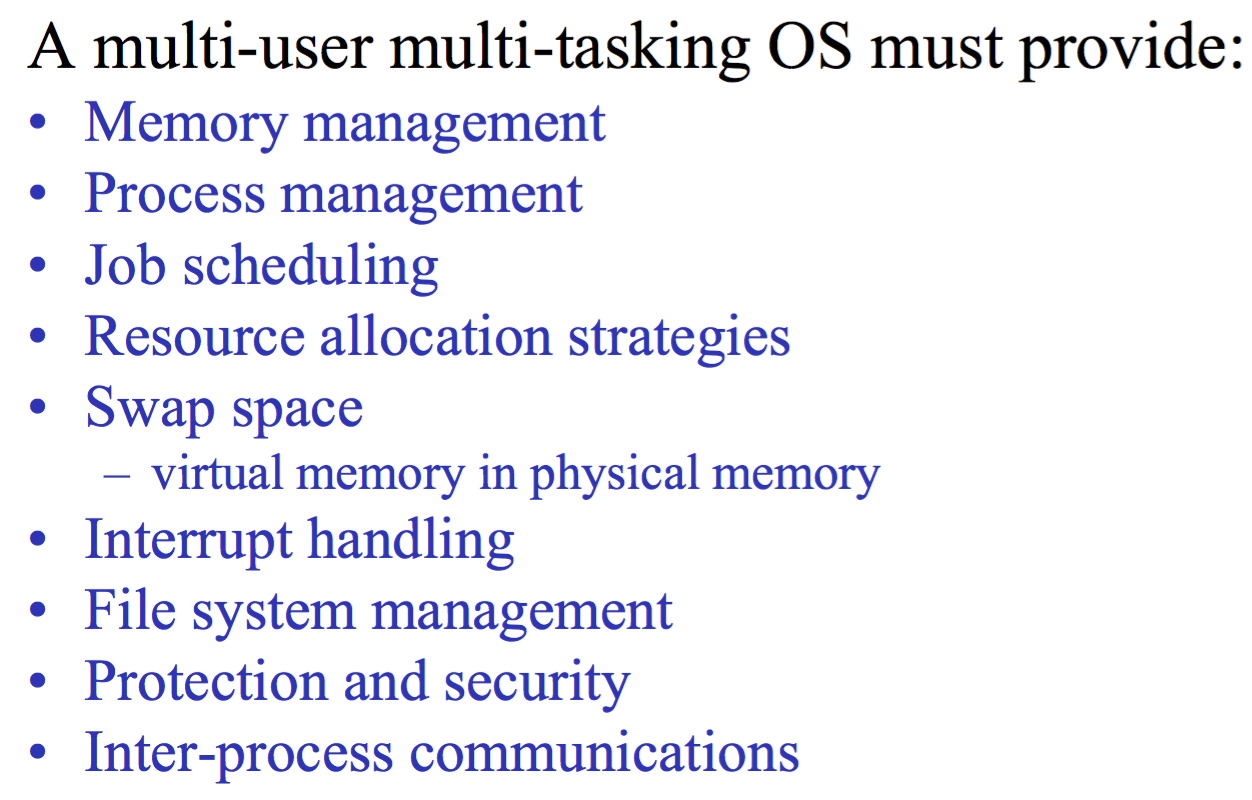 A multi-user multi-tasking OS must provide:
• Memory management
• Process management
• Job scheduling
• Resource allocation strategies
• Swap space
– virtual memory in physical memory
• Interrupt handling
• File system management
• Protection and security
• Inter-process communications